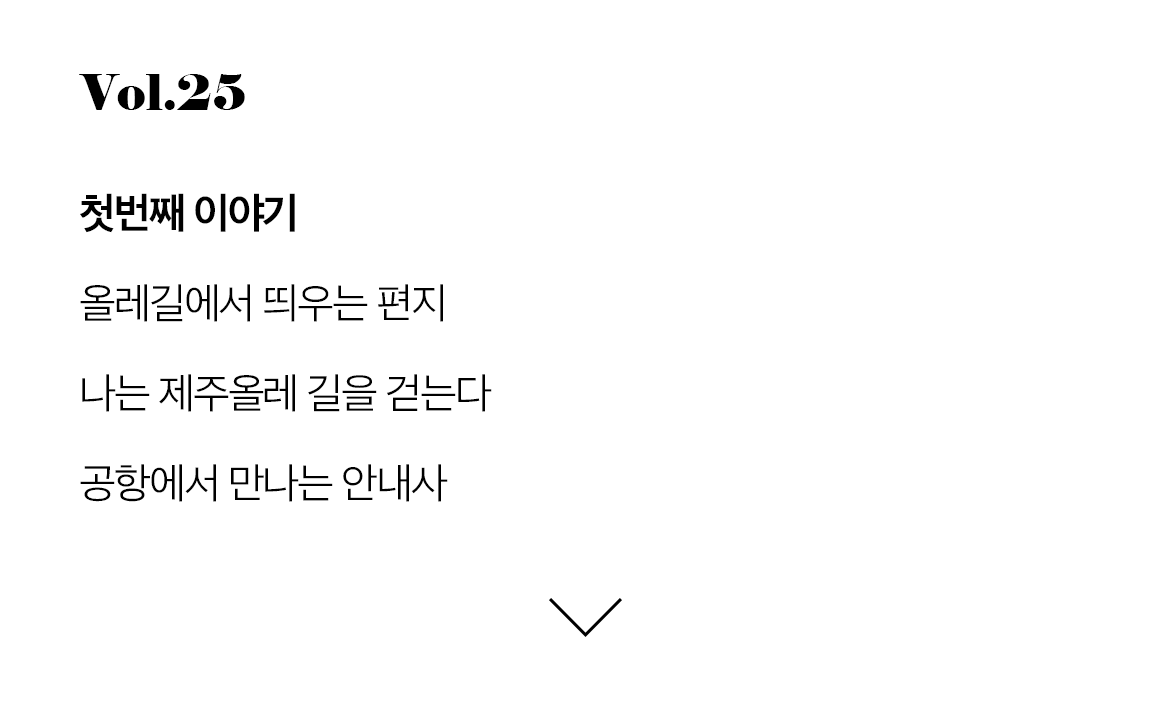 Vol.25
첫번째 이야기
올레길에서 띄우는 편지
나는 제주올레 길을 걷는다
공항에서 만나는 안내사